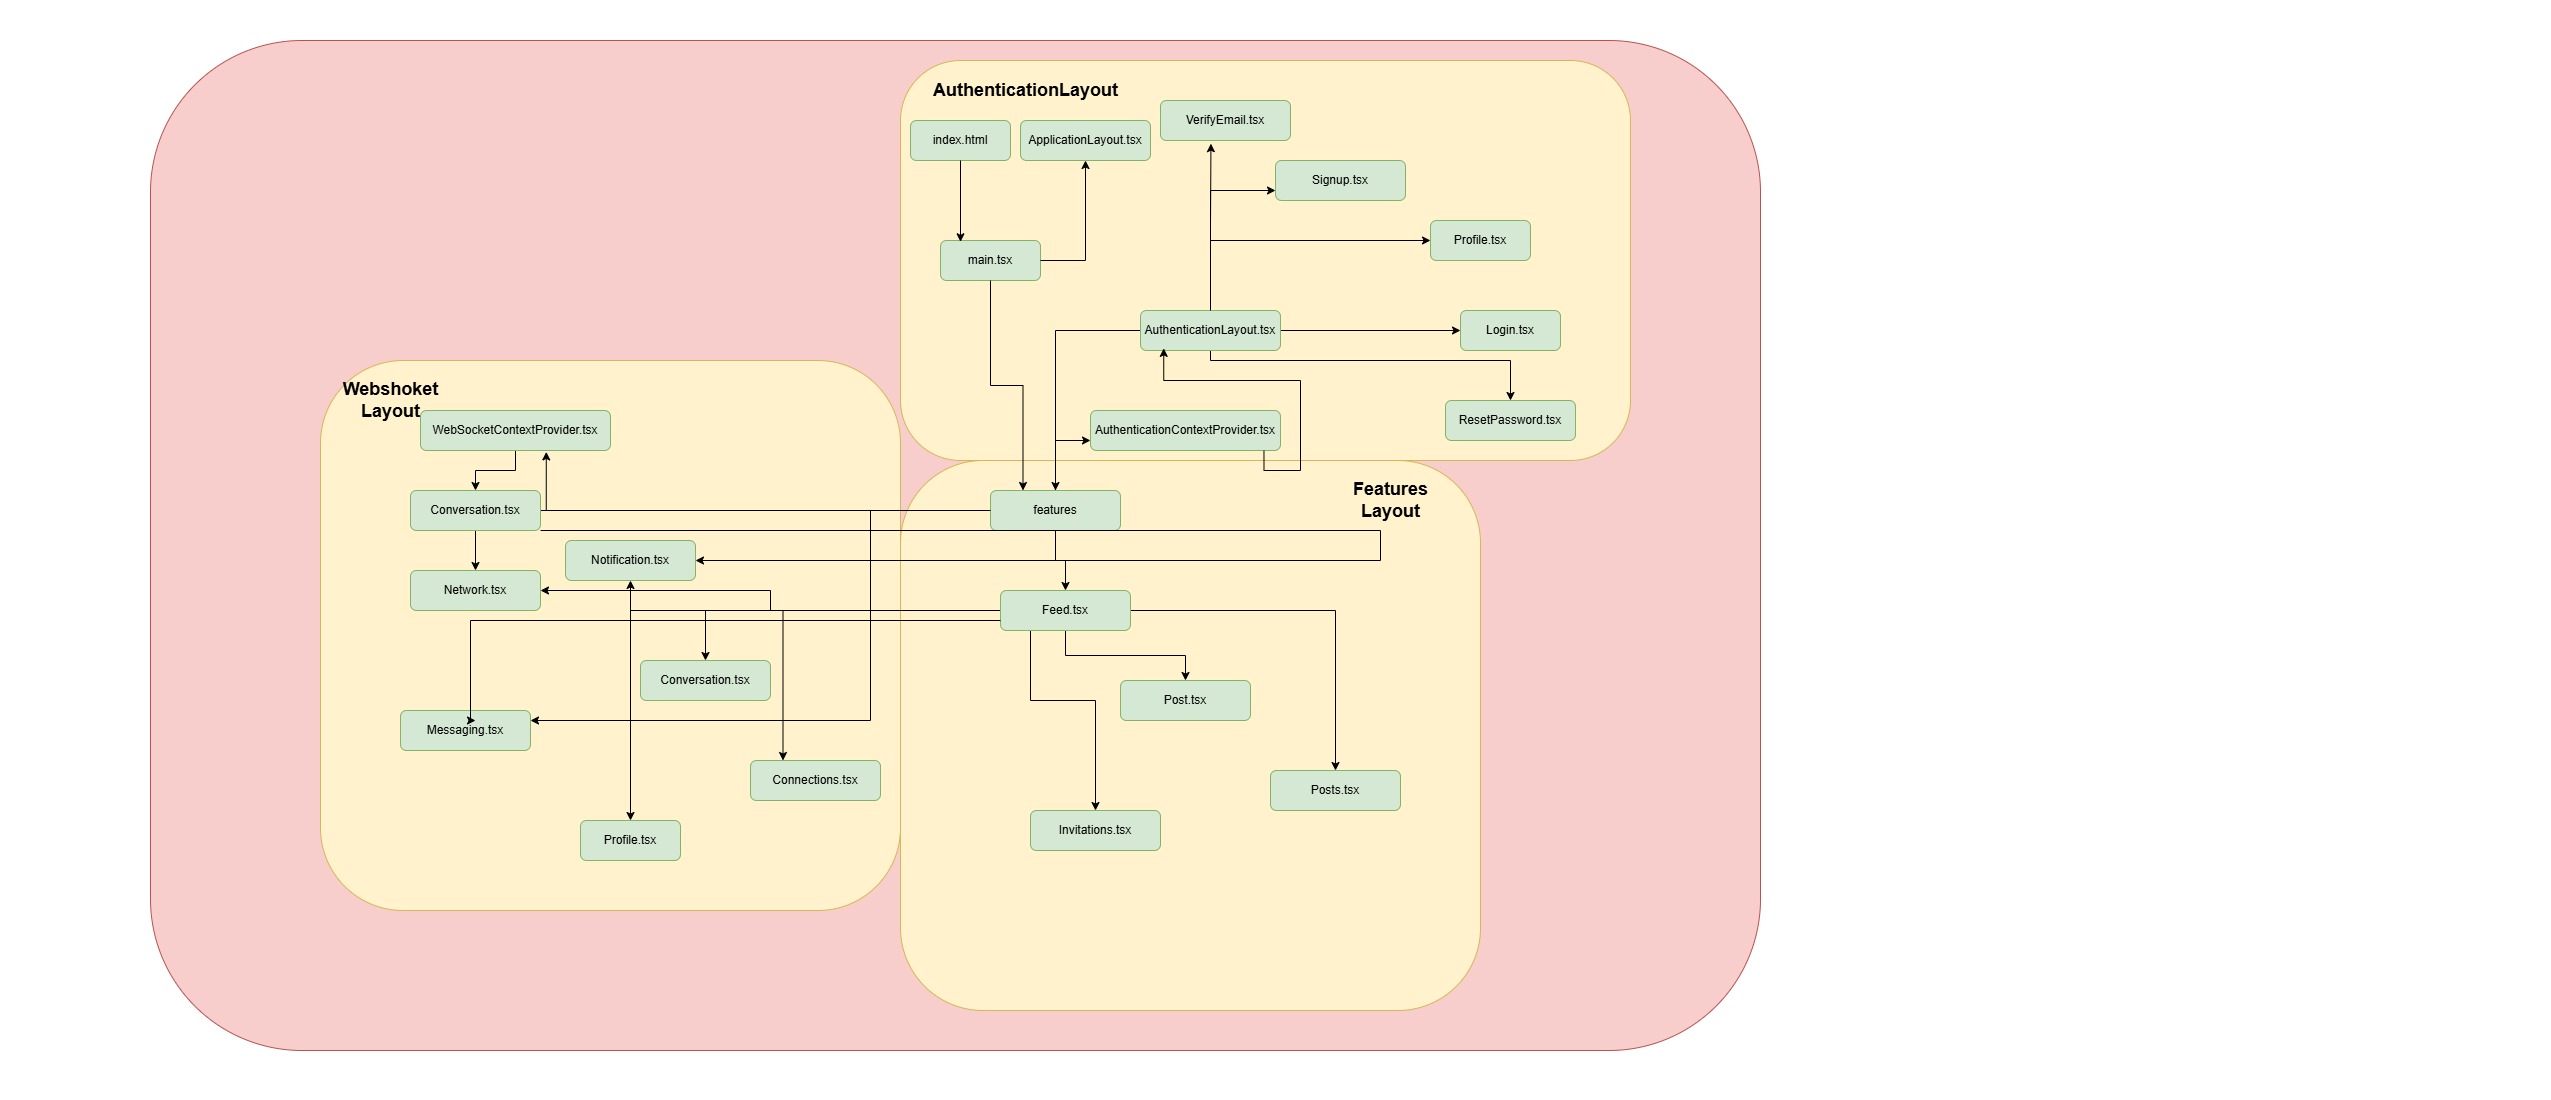 AuthenticationLayout
index.html
ApplicationLayout.tsx
VerifyEmail.tsx
Signup.tsx
Profile.tsx
main.tsx
AuthenticationLayout.tsx
Login.tsx
AuthenticationContextProvider.tsx
ResetPassword.tsx
Webshoket
Layout
WebSocketContextProvider.tsx
Conversation.tsx
Notification.tsx
Network.tsx
Conversation.tsx
Messaging.tsx
Connections.tsx
Profile.tsx
Features
Layout
features
Feed.tsx
Post.tsx
Posts.tsx
Invitations.tsx